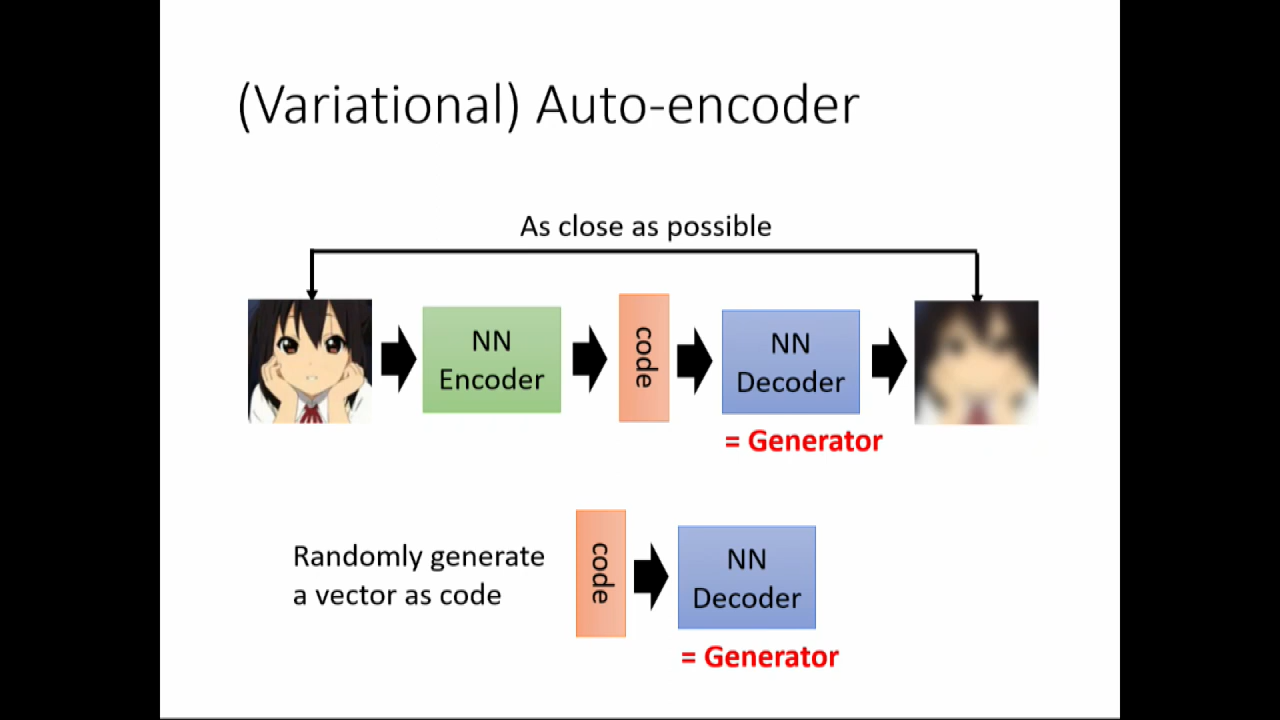 (Variational) Auto-encoder
As close as possible
NN
Encoder
code
NN
Decoder
= Generator
Randomly generate
a vector as code
code
NN
Decoder
= Generator